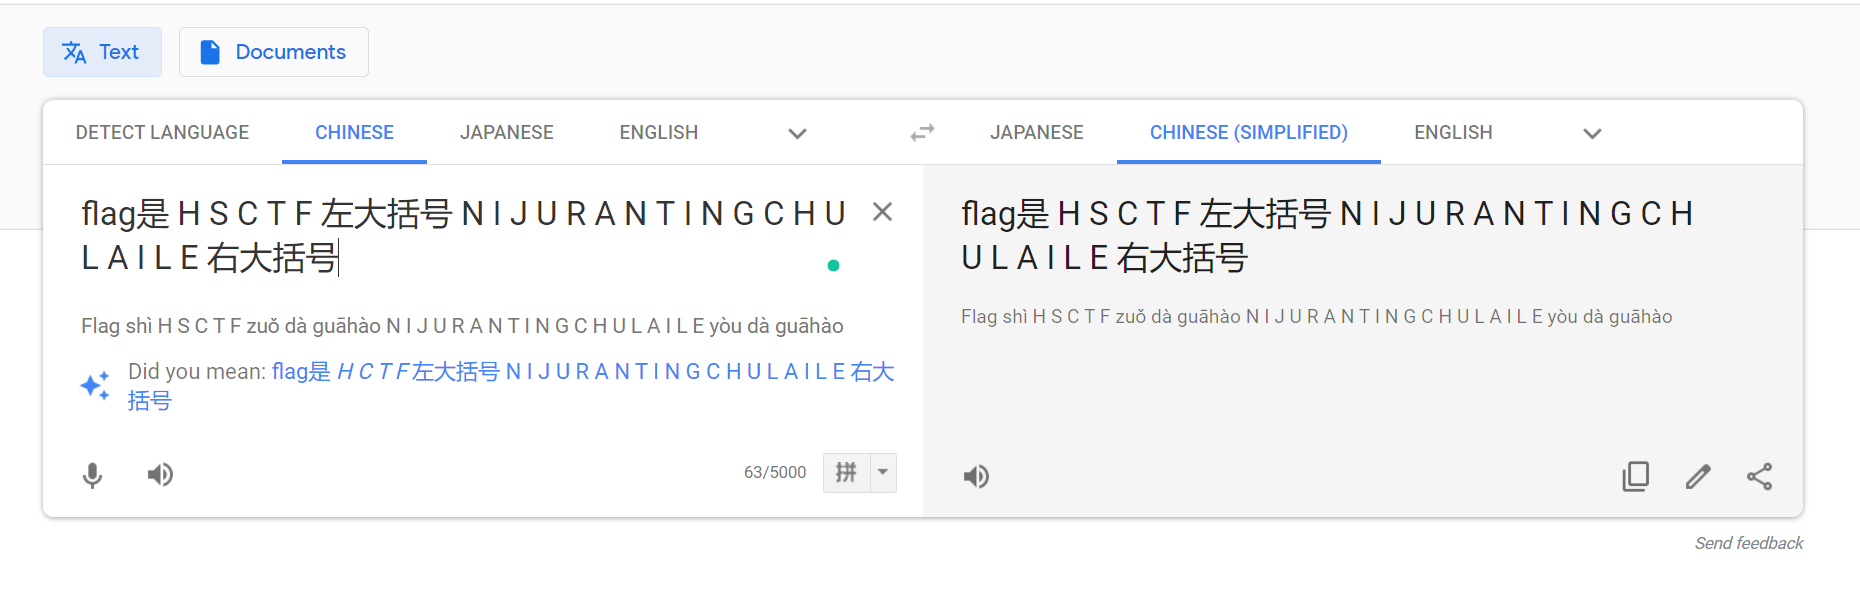 Text Documents
DETECT LANGUAGE CHINESE JAPANESE ENGLISH JAPANESE CHINESE (SIMPLIFIED) ENGLISH
flag是 H S C T F 左大括号 N I J U R A N T I N G C H U
L A I L E 右大括号
Flag shì H S C T F zuǒ dà guāhào N I J U R A N T I N G C H U L A I L E yòu dà guāhào
Did you mean: flag是 H C T F 左大括号 N I J U R A N T I N G C H U L A I L E 右大
括号
63/5000 拼
flag是 H S C T F 左大括号 N I J U R A N T I N G C H
U L A I L E 右大括号
Flag shì H S C T F zuǒ dà guāhào N I J U R A N T I N G C H U L A I L E yòu dà guāhào
Send feedback